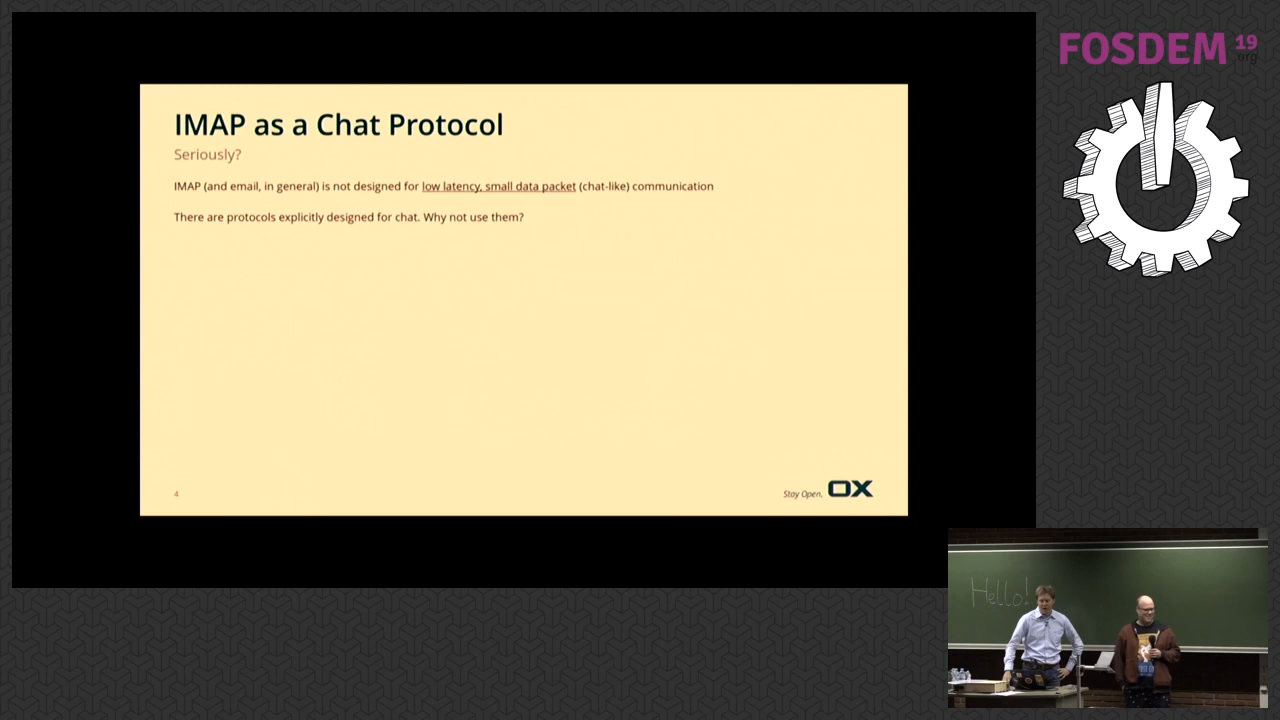 FOSDEM 19
.org
IMAP as a Chat Protocol
Seriously?
IMAP (and email, in general) is not designed for low latency, small data packet (chat-like) communication
There are protocols explicitly designed for chat. Why not use them?
4
Stay Open. OX
Hello!